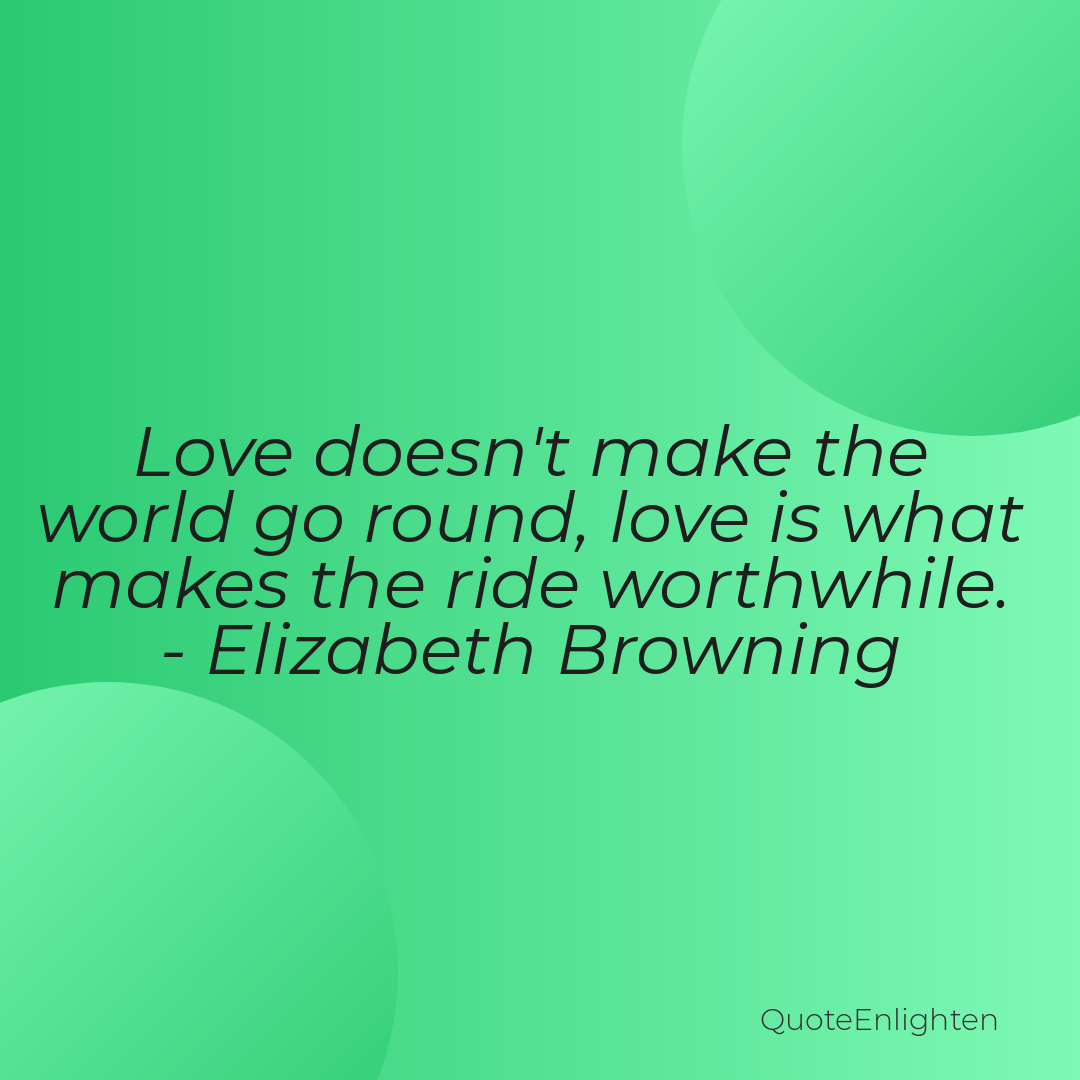 Love doesn't make the
world go round, love is what
makes the ride worthwhile.
- Elizabeth Browning
QuoteEnlighten